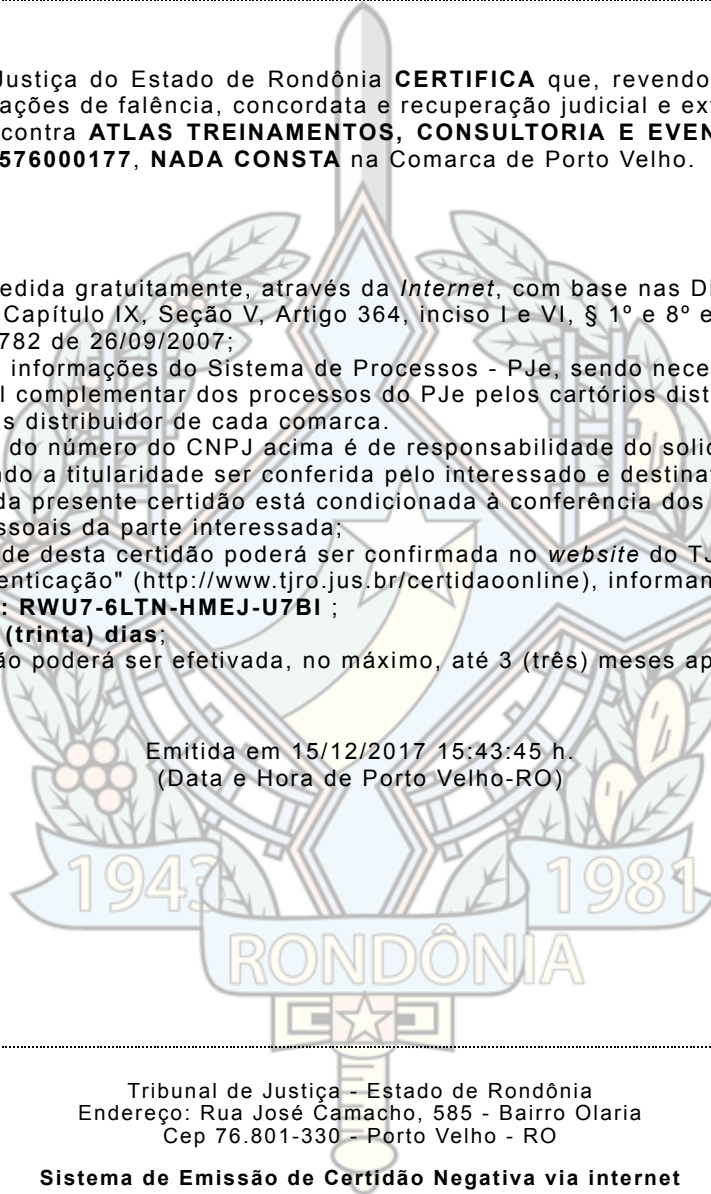 Justiça do Estado de Rondônia CERTIFICA que, revendo
ações de falência, concordata e recuperação judicial e ex
contra ATLAS TREINAMENTOS, CONSULTORIA E EVEN
576000177, NADA CONSTA na Comarca de Porto Velho.
edida gratuitamente, através da Internet, com base nas Di
Capítulo IX, Seção V, Artigo 364, inciso I e VI, § 1º e 8º e
782 de 26/09/2007;
informações do Sistema de Processos - PJe, sendo nece
l complementar dos processos do PJe pelos cartórios dist
s distribuidor de cada comarca.
do número do CNPJ acima é de responsabilidade do solic
ndo a titularidade ser conferida pelo interessado e destina
da presente certidão está condicionada à conferência dos
ssoais da parte interessada;
de desta certidão poderá ser confirmada no website do TJ
enticação" (http://www.tjro.jus.br/certidaoonline), informan
: RWU7-6LTN-HMEJ-U7BI ;
(trinta) dias;
ão poderá ser efetivada, no máximo, até 3 (três) meses ap
Emitida em 15/12/2017 15:43:45 h.
(Data e Hora de Porto Velho-RO)
1943 1981
RONDÔNIA
Tribunal de Justiça - Estado de Rondônia
Endereço: Rua José Camacho, 585 - Bairro Olaria
Cep 76.801-330 - Porto Velho - RO
Sistema de Emissão de Certidão Negativa via internet